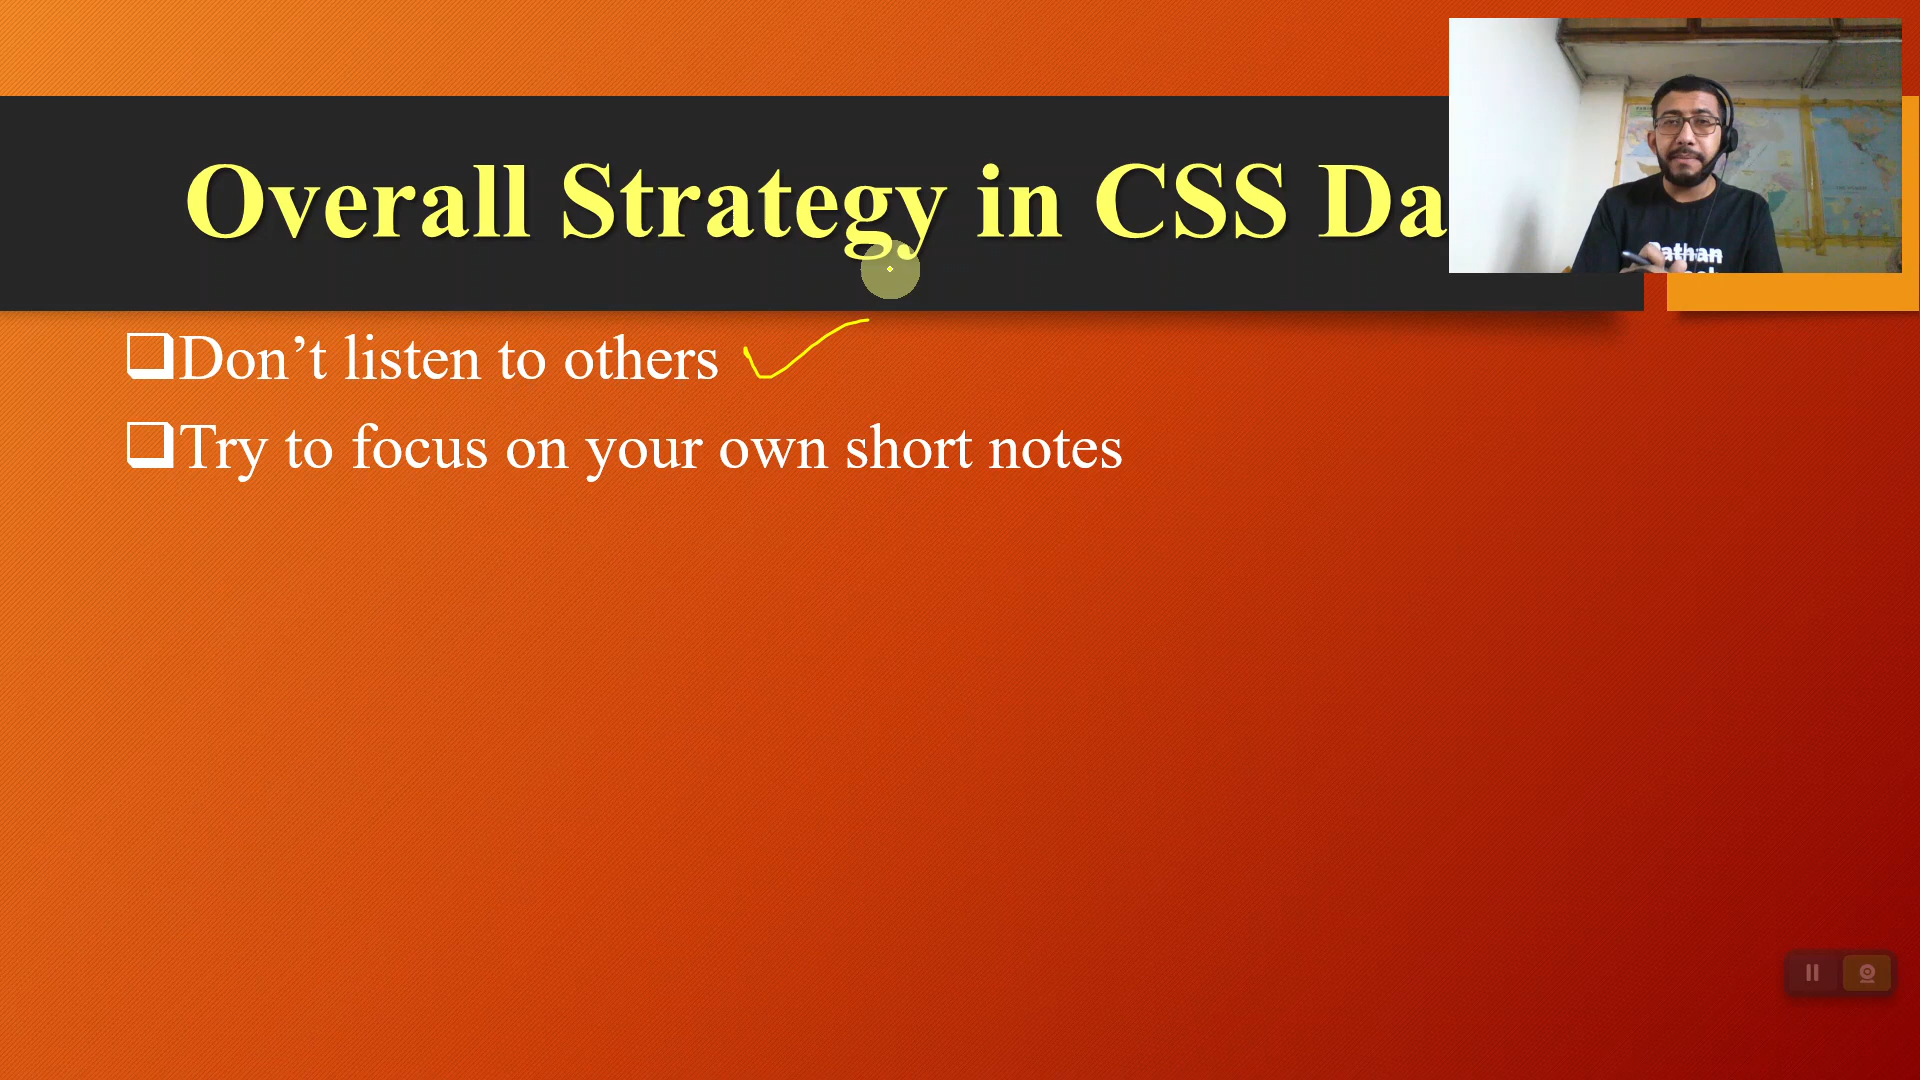 Overall Strategy in CSS Da
❑Don’t listen to others
❑Try to focus on your own short notes